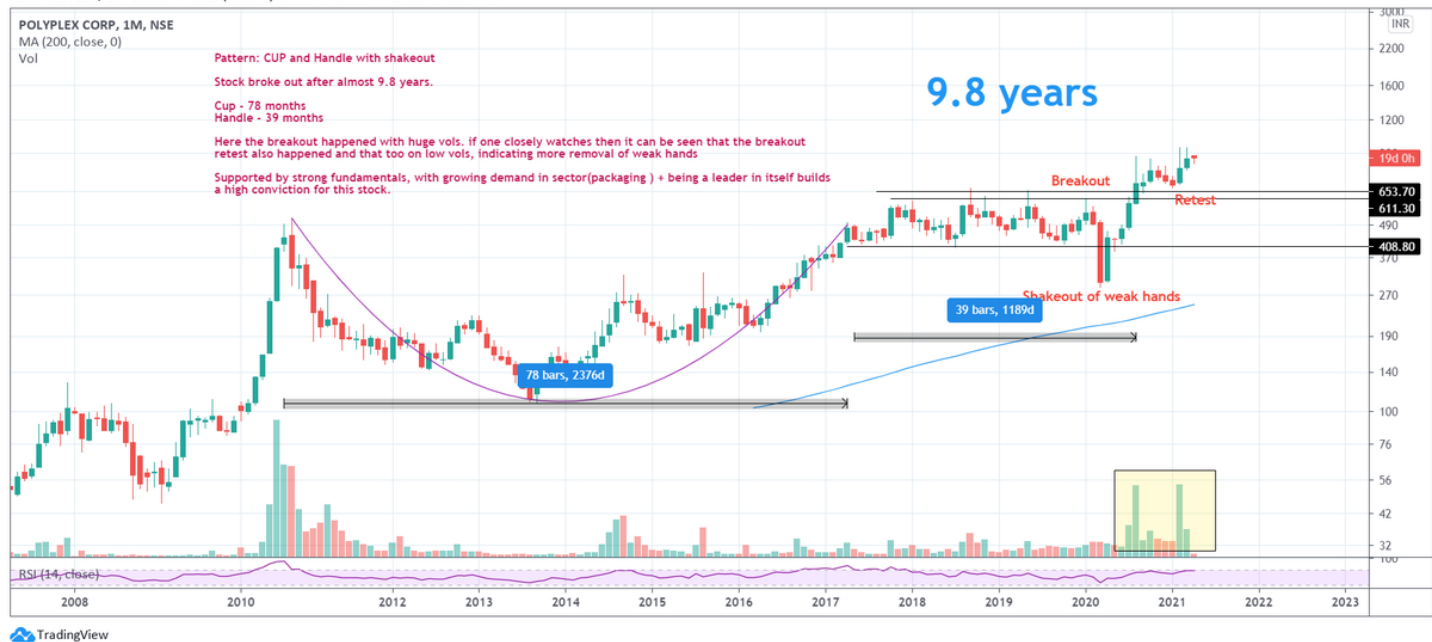 POLYPLEX CORP, 1M, NSE
MA (200, close, 0)
Vol
Pattern: CUP and Handle with shakeout
Stock broke out after almost 9.8 years.
Cup - 78 months
Handle - 39 months
Here the breakout happened with huge vols. if one closely watches then it can be seen that the breakout
retest also happened and that too on low vols, indicating more removal of weak hands
Supported by strong fundamentals, with growing demand in sector(packaging ) + being a leader in itself builds
a high conviction for this stock.
9.8 years
Breakout
Retest
Shakeout of weak hands
39 bars, 1189d
78 bars, 2376d
3000
INR
2200
1600
1200
19d 0h
653.70
611.30
490
408.80
370
270
190
140
100
76
56
42
32
100
RSI (14, close)
2008 2010 2012 2013 2014 2015 2016 2017 2018 2019 2020 2021 2022 2023
TradingView